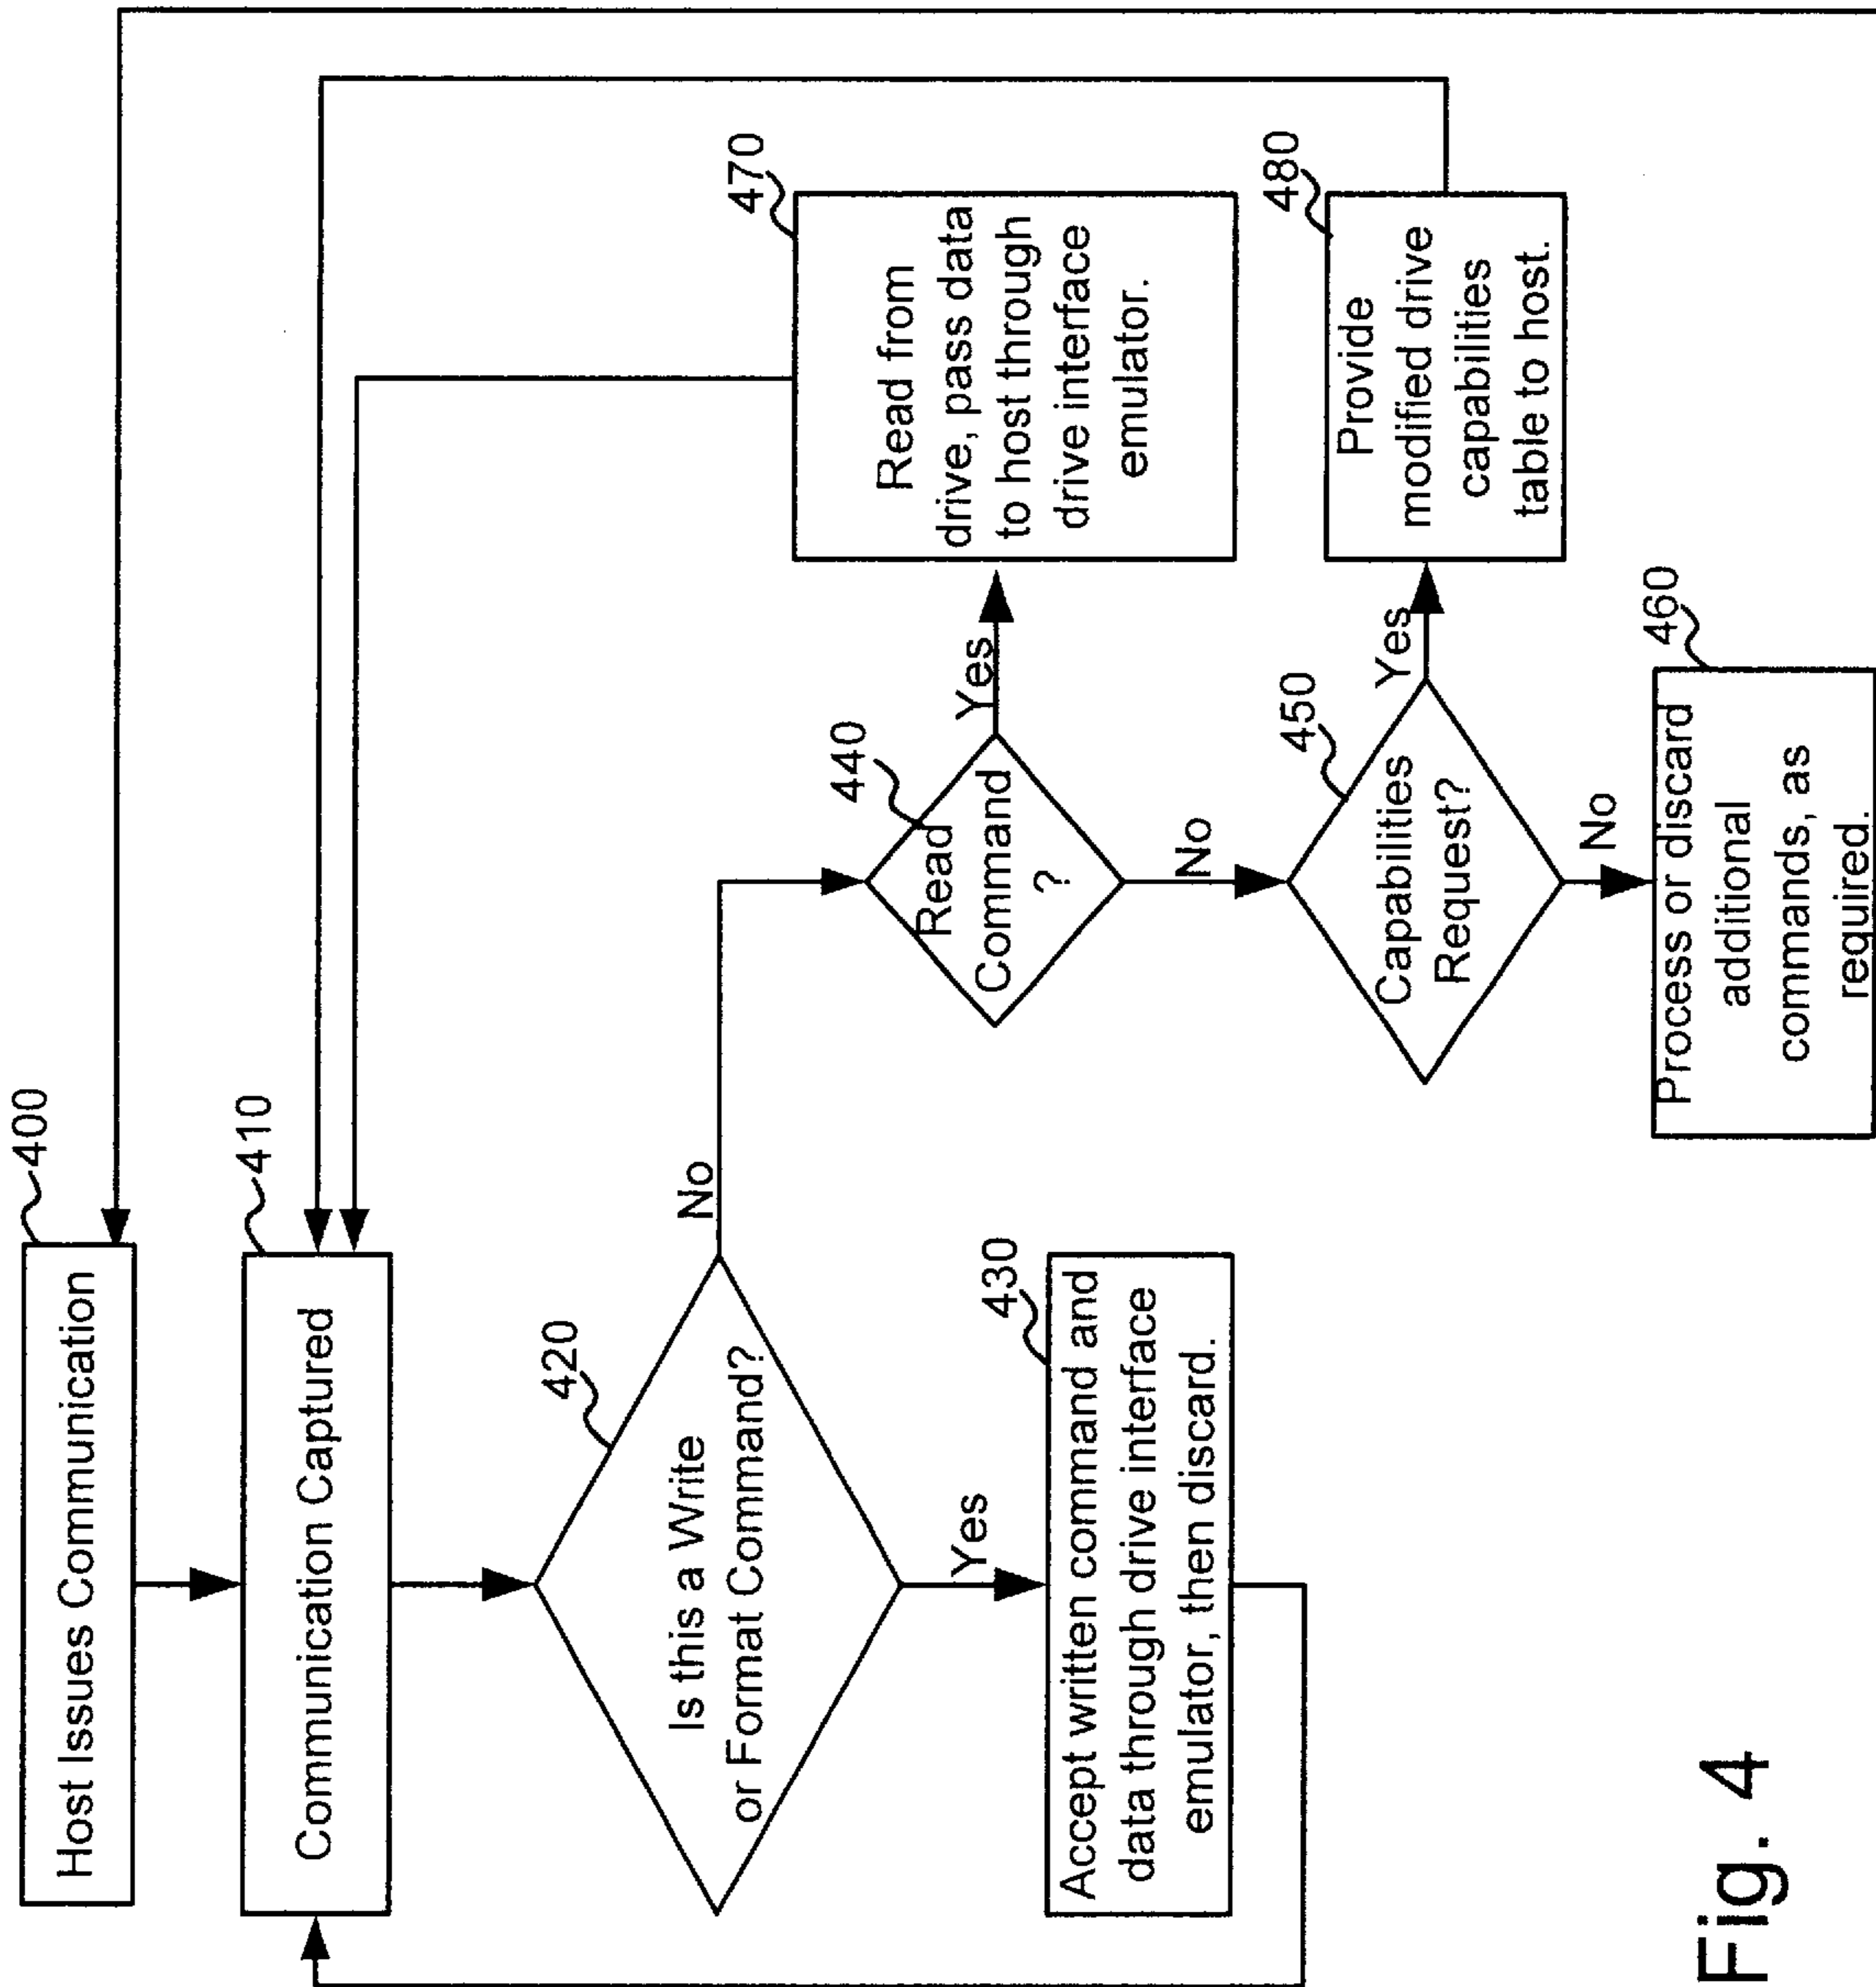 400
Host Issues Communication
410
Communication Captured
420
Is this a Write
or Format Command?
No
Yes
430
Accept written command and
data through drive interface
emulator, then discard.
440
Read
Command
?
Yes
No
470
Read from
drive, pass data
to host through
drive interface
emulator.
450
Capabilities
Request?
Yes
No
480
Provide
modified drive
capabilities
table to host.
460
Process or discard
additional
commands, as
required.
Fig. 4